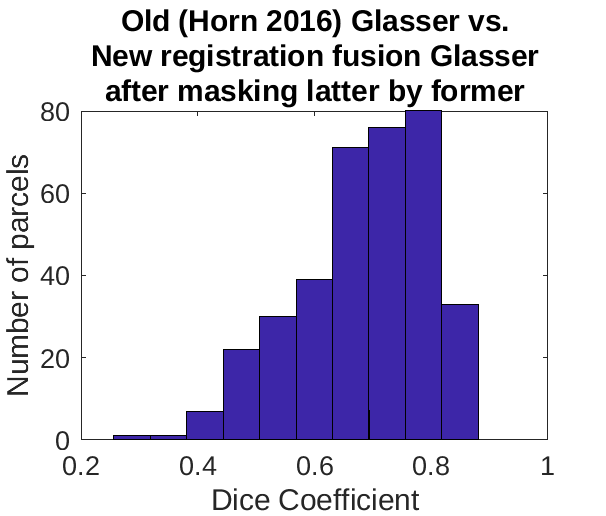 Old (Horn 2016) Glasser vs.
New registration fusion Glasser
after masking latter by former
Number of parcels
80
60
40
20
0
0.2 0.4 0.6 0.8 1
Dice Coefficient